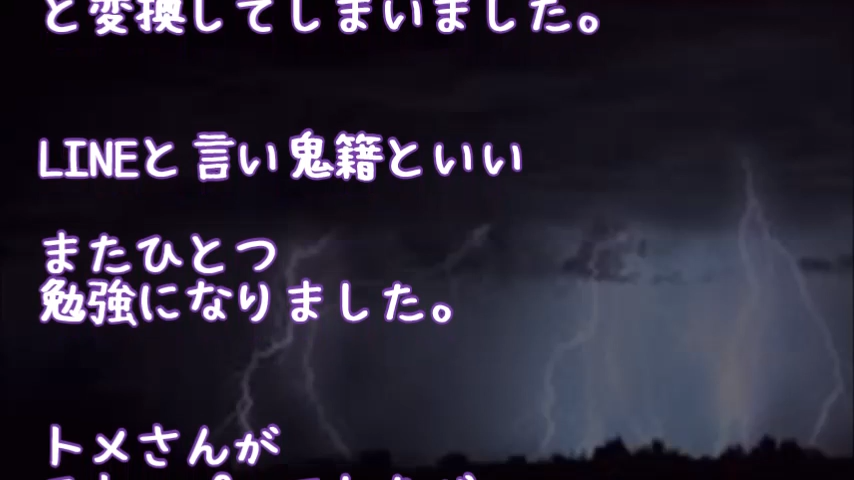 と変換してしまいました。
LINEと言い鬼籍といい
またひとつ
勉強になりました。
トメさんが